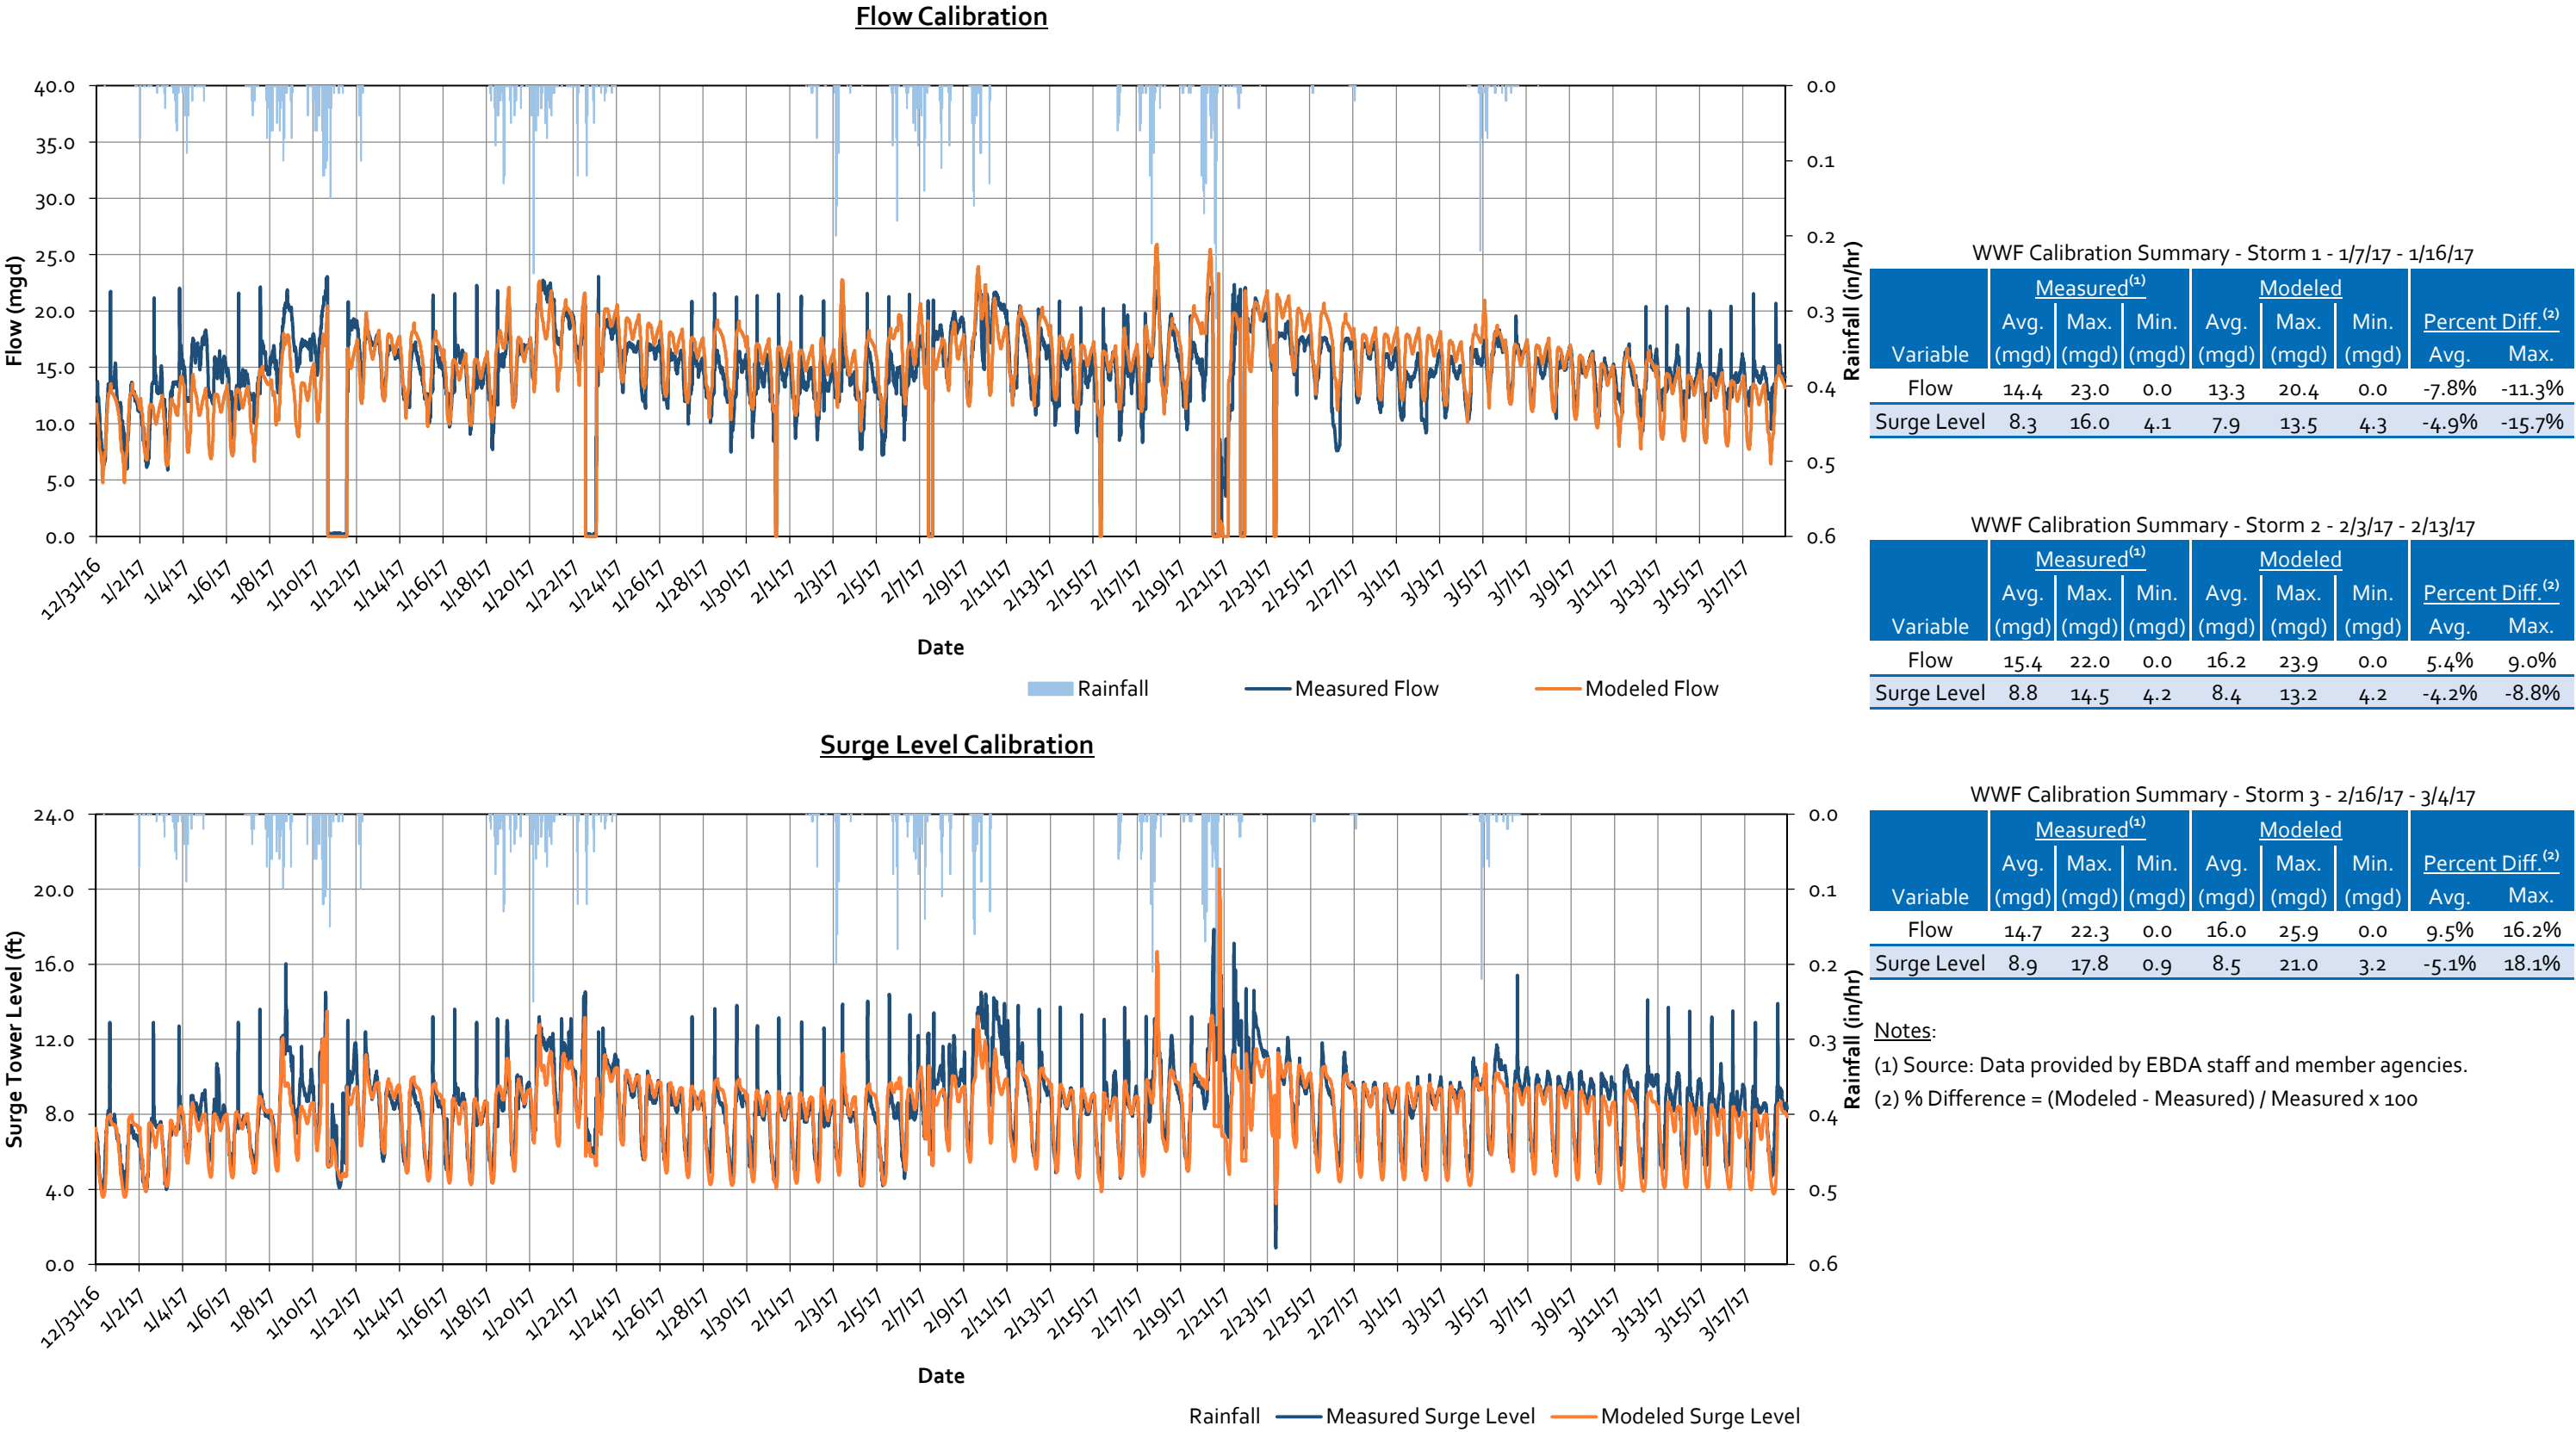 Flow Calibration
40.0
35.0
30.0
25.0
20.0
15.0
10.0
5.0
0.0
Flow (mgd)
0.0
0.1
0.2
0.3
0.4
0.5
0.6
Rainfall (in/hr)
12/31/16 1/2/17 1/4/17 1/6/17 1/8/17 1/10/17 1/12/17 1/14/17 1/16/17 1/18/17 1/20/17 1/22/17 1/24/17 1/26/17 1/28/17 1/30/17 2/1/17 2/3/17 2/5/17 2/7/17 2/9/17 2/11/17 2/13/17 2/15/17 2/17/17 2/19/17 2/21/17 2/23/17 2/25/17 2/27/17 3/1/17 3/3/17 3/5/17 3/7/17 3/9/17 3/11/17 3/13/17 3/15/17 3/17/17
Date
Rainfall Measured Flow Modeled Flow
Surge Level Calibration
24.0
20.0
16.0
12.0
8.0
4.0
0.0
Surge Tower Level (ft)
0.0
0.1
0.2
0.3
0.4
0.5
0.6
Rainfall (in/hr)
12/31/16 1/2/17 1/4/17 1/6/17 1/8/17 1/10/17 1/12/17 1/14/17 1/16/17 1/18/17 1/20/17 1/22/17 1/24/17 1/26/17 1/28/17 1/30/17 2/1/17 2/3/17 2/5/17 2/7/17 2/9/17 2/11/17 2/13/17 2/15/17 2/17/17 2/19/17 2/21/17 2/23/17 2/25/17 2/27/17 3/1/17 3/3/17 3/5/17 3/7/17 3/9/17 3/11/17 3/13/17 3/15/17 3/17/17
Date
Rainfall Measured Surge Level Modeled Surge Level
WWF Calibration Summary - Storm 1 - 1/7/17 - 1/16/17
Measured(1) Modeled
Avg. Max. Min. Avg. Max. Min. Percent Diff.(2)
Variable (mgd) (mgd) (mgd) (mgd) (mgd) (mgd) Avg. Max.
Flow 14.4 23.0 0.0 13.3 20.4 0.0 -7.8% -11.3%
Surge Level 8.3 16.0 4.1 7.9 13.5 4.3 -4.9% -15.7%
WWF Calibration Summary - Storm 2 - 2/3/17 - 2/13/17
Measured(1) Modeled
Avg. Max. Min. Avg. Max. Min. Percent Diff.(2)
Variable (mgd) (mgd) (mgd) (mgd) (mgd) (mgd) Avg. Max.
Flow 15.4 22.0 0.0 16.2 23.9 0.0 5.4% 9.0%
Surge Level 8.8 14.5 4.2 8.4 13.2 4.2 -4.2% -8.8%
WWF Calibration Summary - Storm 3 - 2/16/17 - 3/4/17
Measured(1) Modeled
Avg. Max. Min. Avg. Max. Min. Percent Diff (2)
Variable (mgd) (mgd) (mgd) (mgd) (mgd) (mgd) Avg. Max.
Flow 14.7 22.3 0.0 16.0 25.9 0.0 9.5% 16.2%
Surge Level 8.9 17.8 0.9 8.5 21.0 3.2 -5.1% 18.1%
Notes:
(1) Source: Data provided by EBDA staff and member agencies.
(2) % Difference = (Modeled - Measured) / Measured x 100